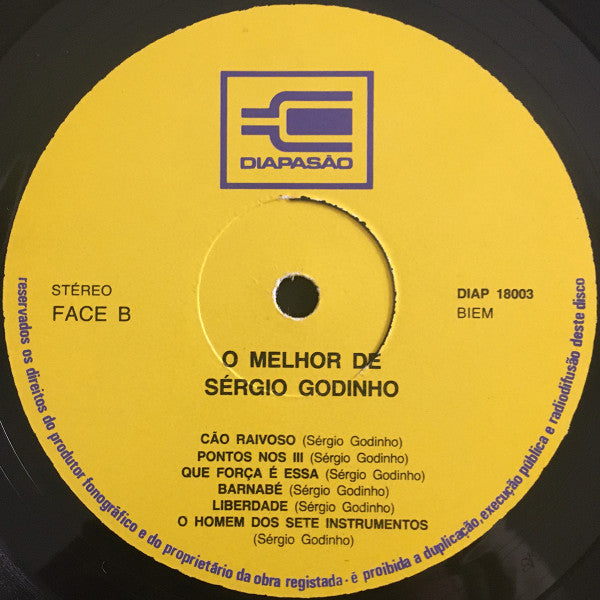 DIAPASÃO
STÉREO
FACE B
DIAP 18003
BIEM
O MELHOR DE
SÉRGIO GODINHO
CÃO RAIVOSO (Sérgio Godinho)
PONTOS NOS III (Sérgio Godinho)
QUE FORÇA É ESSA (Sérgio Godinho)
BARNABÉ (Sérgio Godinho)
LIBERDADE (Sérgio Godinho)
O HOMEM DOS SETE INSTRUMENTOS
(Sérgio Godinho)
reservados os direitos do produtor fonográfico e do proprietário da obra registada - é proibida a duplicação, execução pública e radiodifusão deste disco